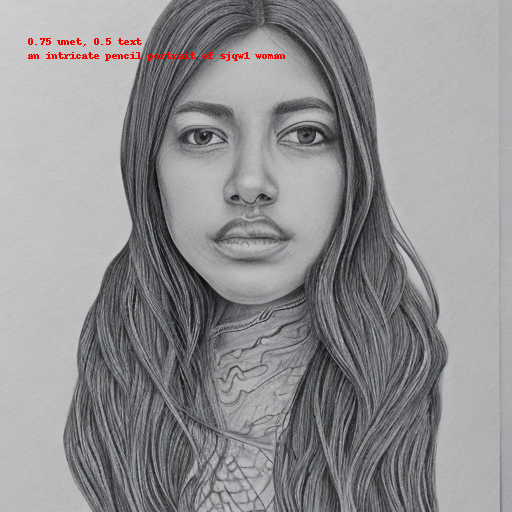 0.75 unet, 0.5 text
an intricate pencil portrait of sjqw1 woman